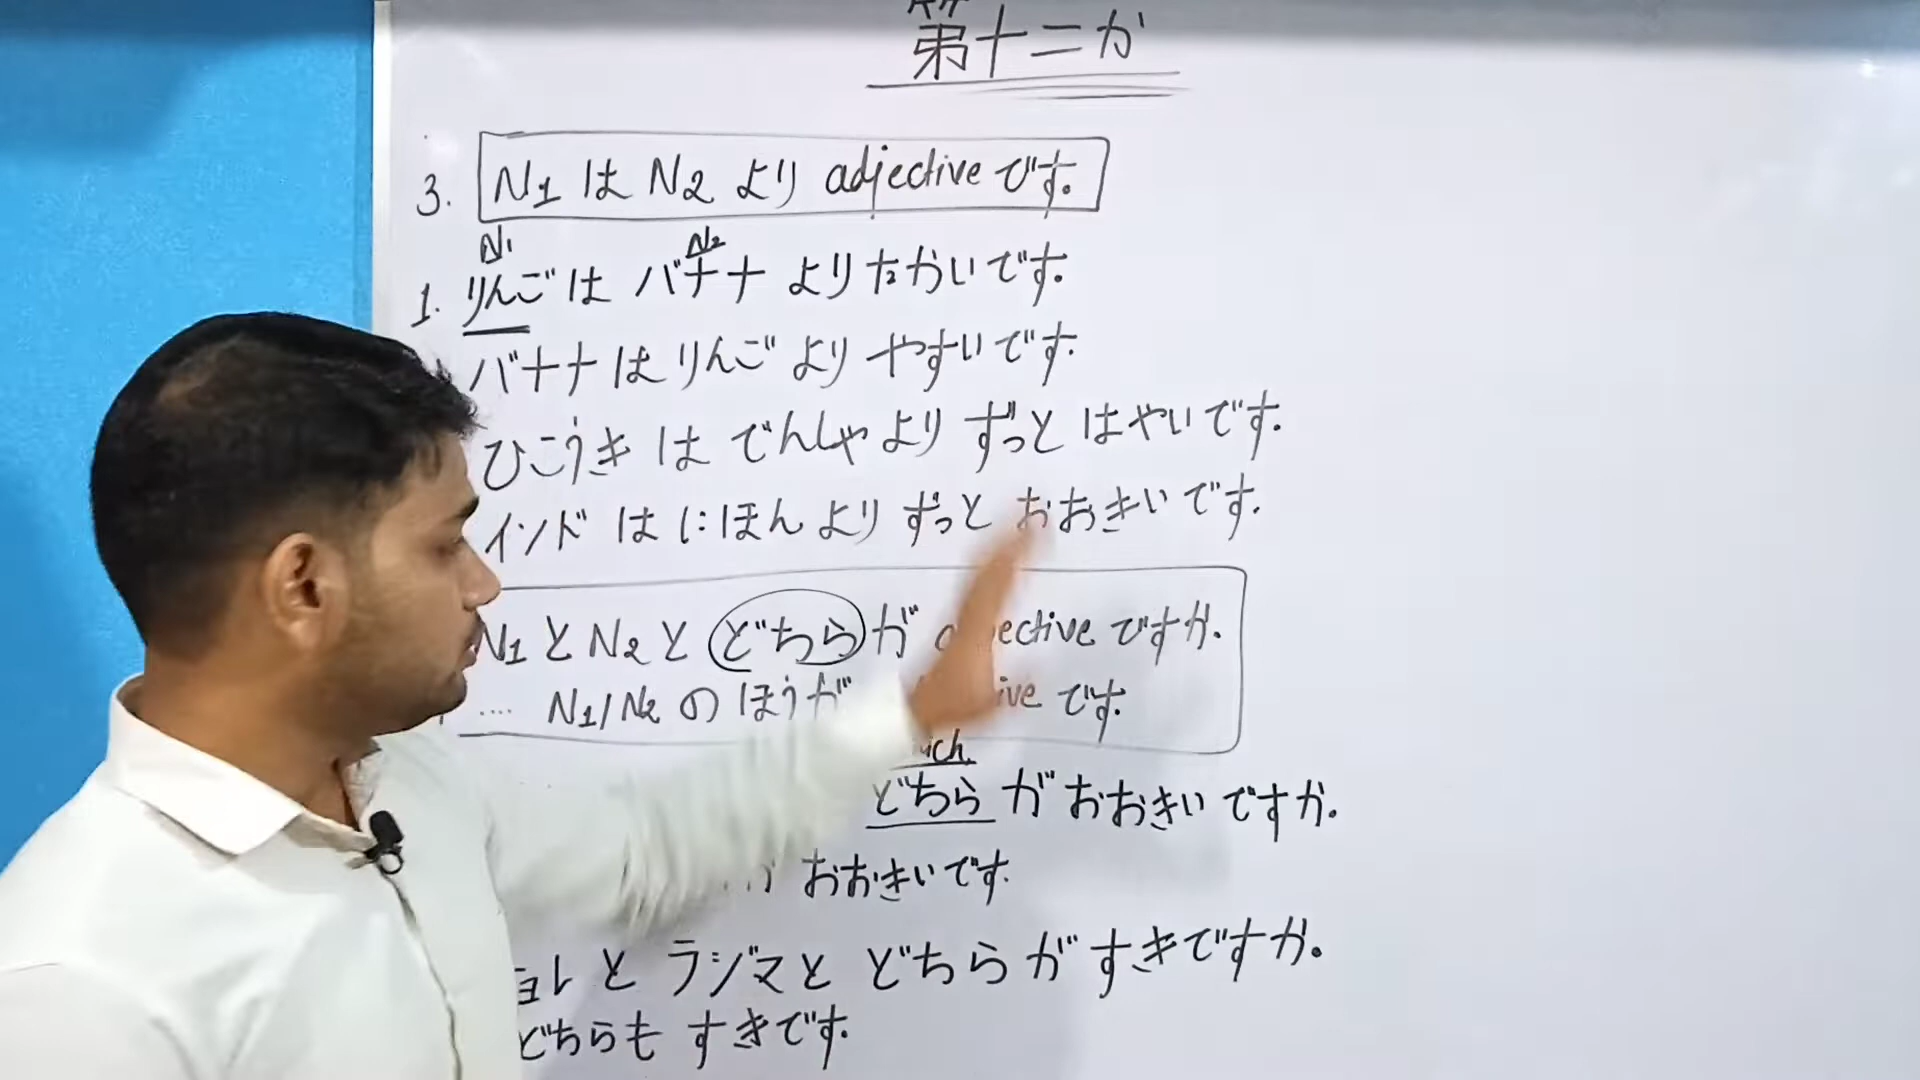 第十二か
3. N1 は N2 より adjective です。
N1 N2
1. りんごは バナナ よりたかいです。
バナナはりんごより やすいです.
ひこうき は でんしゃより ずっと はやいです.
インド は にほん より ずっと おおきいです.
N1 と N2 と どちら が ですか.
.... N1/N2 の ほうが です.
どちら が おおきい ですか.
おおきいです.
と ラジマと どちらがすきですか.
どちらも すきです.